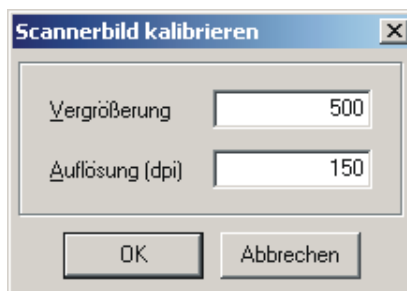 Scannerbild kalibrieren
Vergrößerung 500
Auflösung (dpi) 150
OK Abbrechen